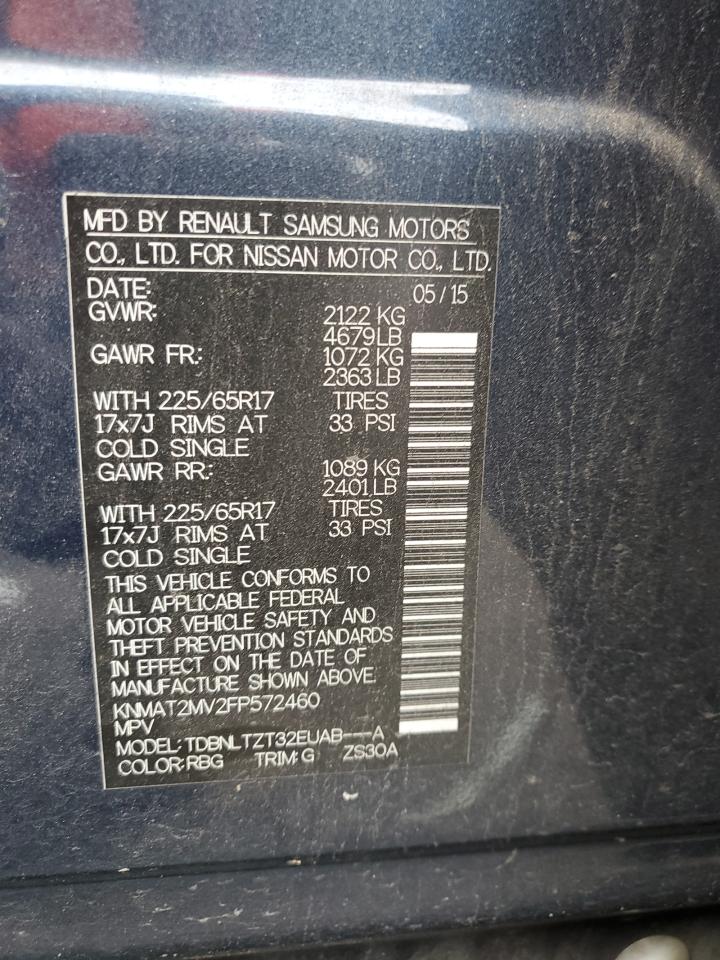 MFD BY RENAULT SAMSUNG MOTORS
CO., LTD. FOR NISSAN MOTOR CO., LTD.
DATE: 05/15
GVWR: 2122 KG
4679 LB
GAWR FR.: 1072 KG
2363 LB
WITH 225/65R17 TIRES
17x7J RIMS AT 33 PSI
COLD SINGLE
GAWR RR.: 1089 KG
2401 LB
WITH 225/65R17 TIRES
17x7J RIMS AT 33 PSI
COLD SINGLE
THIS VEHICLE CONFORMS TO
ALL APPLICABLE FEDERAL
MOTOR VEHICLE SAFETY AND
THEFT PREVENTION STANDARDS
IN EFFECT ON THE DATE OF
MANUFACTURE SHOWN ABOVE.
KNMAT2MV2FP572460
MPV
MODEL: TDBNLTZT32EUAB---A
COLOR: RBG TRIM: G ZS30A